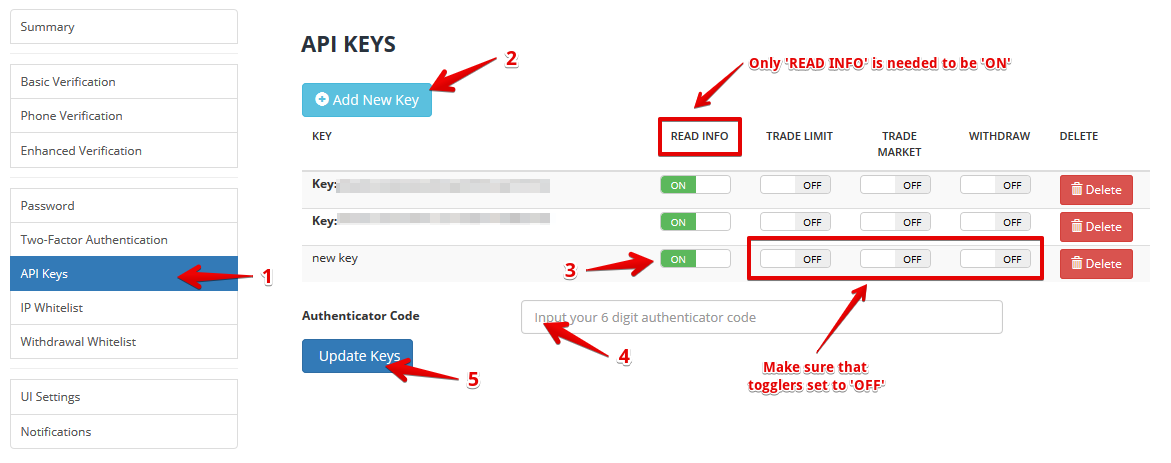 Summary
Basic Verification
Phone Verification
Enhanced Verification
Password
Two-Factor Authentication
API Keys
1
IP Whitelist
Withdrawal Whitelist
UI Settings
Notifications
API KEYS
2
Only 'READ INFO' is needed to be 'ON'
Add New Key
KEY READ INFO TRADE LIMIT TRADE MARKET WITHDRAW DELETE
Key: ON OFF OFF OFF Delete
Key: ON OFF OFF OFF Delete
new key 3 ON OFF OFF OFF Delete
Authenticator Code Input your 6 digit authenticator code
4
Update Keys
5
Make sure that
togglers set to 'OFF'